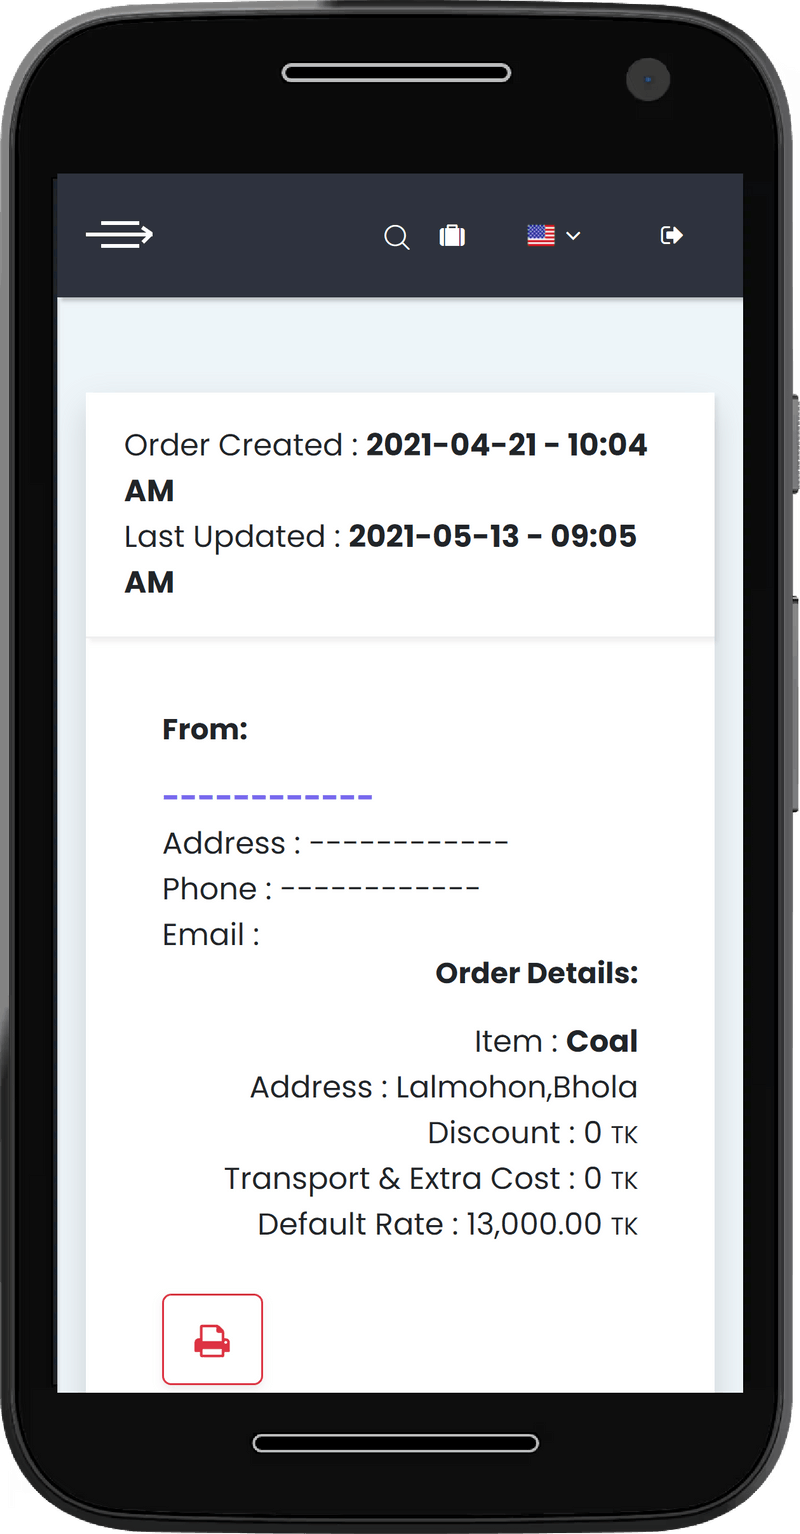 Order Created : 2021-04-21 - 10:04
AM
Last Updated : 2021-05-13 - 09:05
AM
From:
------------
Address : ------------
Phone : ------------
Email :
Order Details:
Item : Coal
Address : Lalmohon,Bhola
Discount : 0 TK
Transport & Extra Cost : 0 TK
Default Rate : 13,000.00 TK